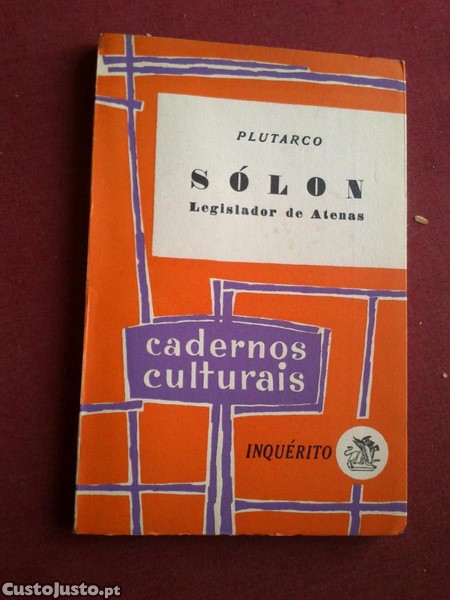 PLUTARCO
SÓLON
Legislador de Atenas
cadernos
culturais
INQUÉRITO
CustoJusto.pt